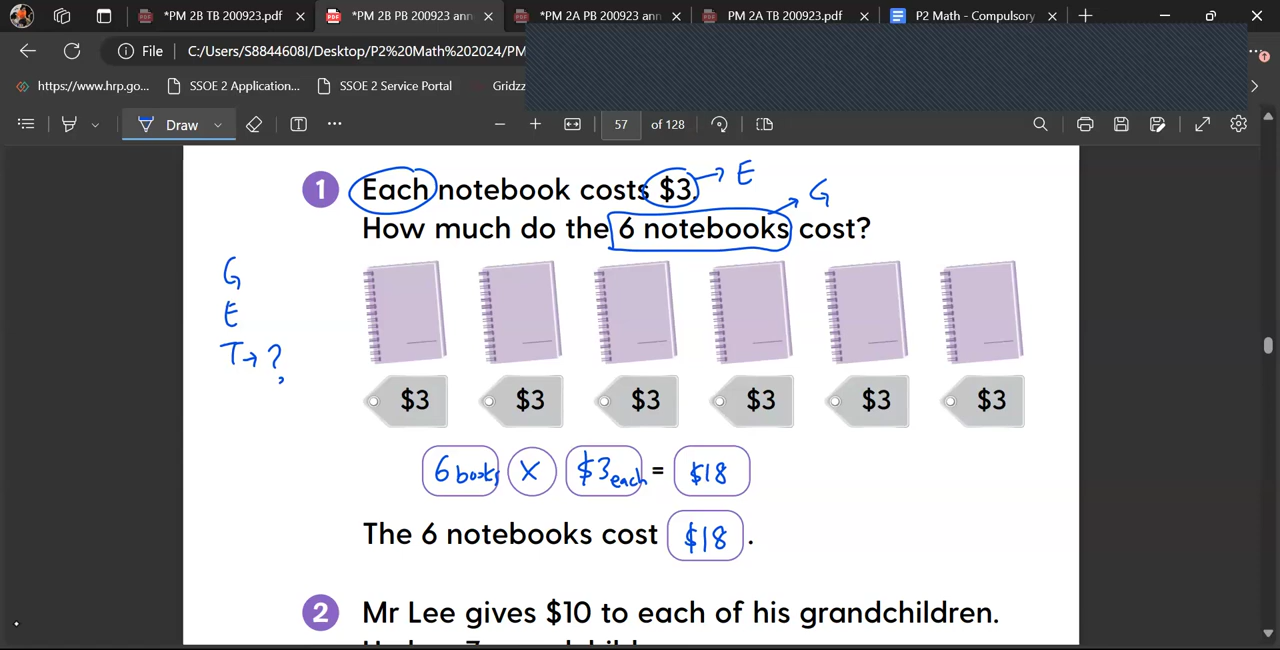 *PM 2B TB 200923.pdf
*PM 2B PB 200923 ann
*PM 2A PB 200923 ann
PM 2A TB 200923.pdf
P2 Math - Compulsory
File
C:/Users/S8844608I/Desktop/P2%20Math%202024/PM
https://www.hrp.go...
SSOE 2 Application...
SSOE 2 Service Portal
Gridzz
Draw
57
of 128
1 Each notebook costs $3. → E
How much do the 6 notebooks cost? → G
G
E
T → ?
$3 $3 $3 $3 $3 $3
6 books × $3 each = $18
The 6 notebooks cost $18 .
2 Mr Lee gives $10 to each of his grandchildren.